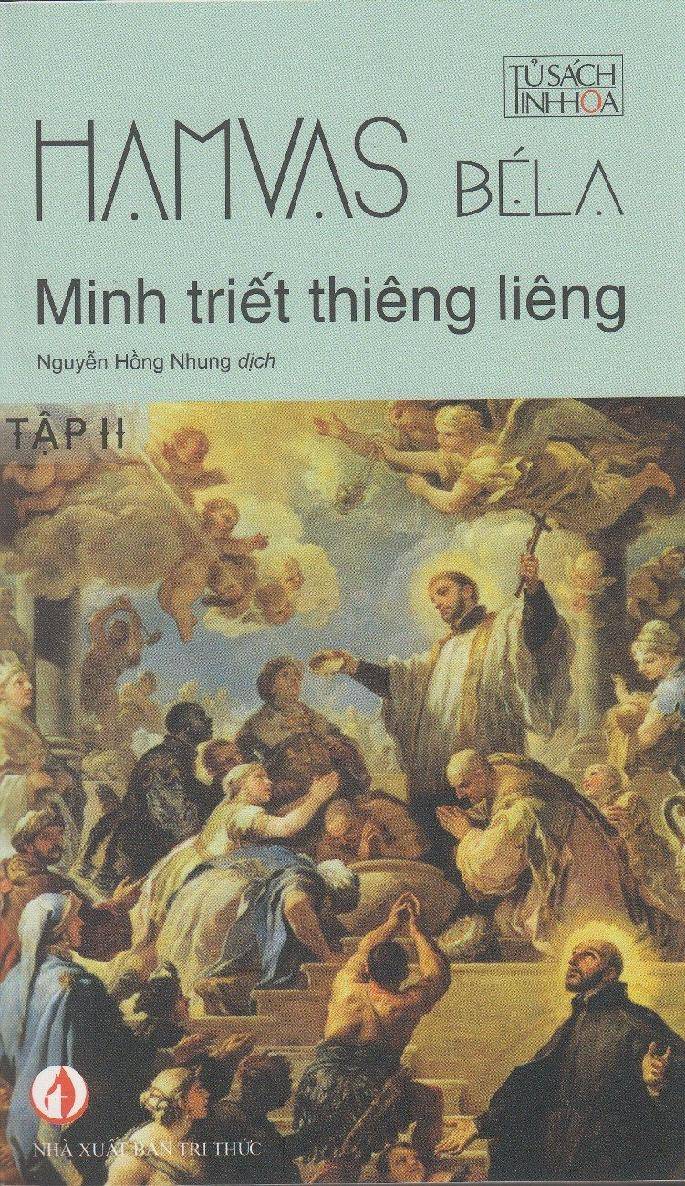 TỦ SÁCH
TINH HOA
HAMVAS BÉLA
Minh triết thiêng liêng
Nguyễn Hồng Nhung dịch
TẬP II
NHÀ XUẤT BẢN TRI THỨC